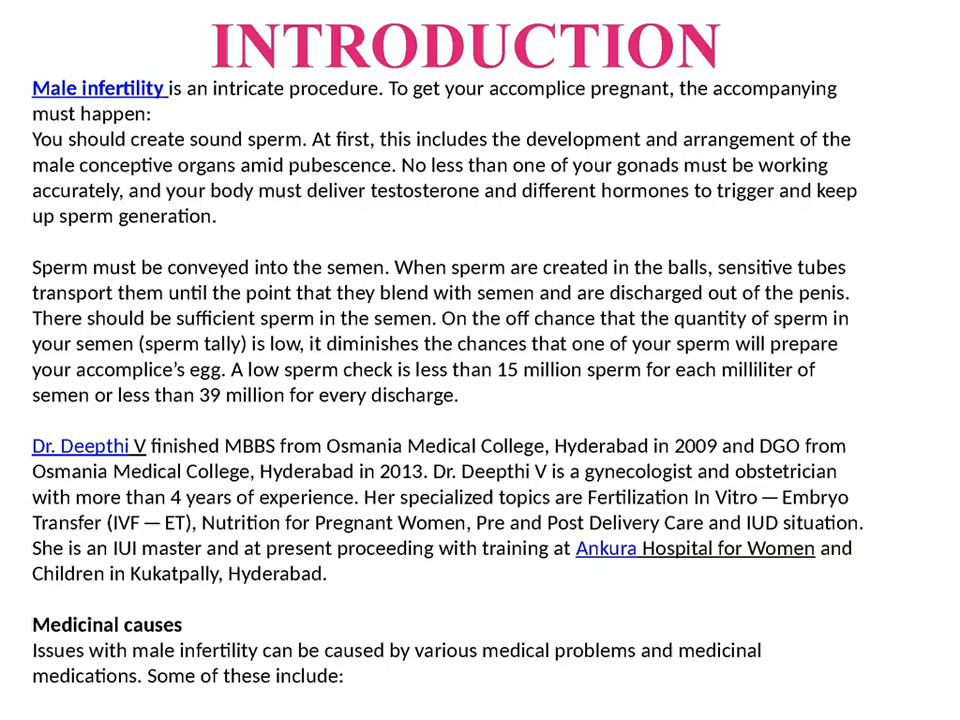 INTRODUCTION
Male infertility is an intricate procedure. To get your accomplice pregnant, the accompanying
must happen:
You should create sound sperm. At first, this includes the development and arrangement of the
male conceptive organs amid pubescence. No less than one of your gonads must be working
accurately, and your body must deliver testosterone and different hormones to trigger and keep
up sperm generation.
Sperm must be conveyed into the semen. When sperm are created in the balls, sensitive tubes
transport them until the point that they blend with semen and are discharged out of the penis.
There should be sufficient sperm in the semen. On the off chance that the quantity of sperm in
your semen (sperm tally) is low, it diminishes the chances that one of your sperm will prepare
your accomplice’s egg. A low sperm check is less than 15 million sperm for each milliliter of
semen or less than 39 million for every discharge.
Dr. Deepthi V finished MBBS from Osmania Medical College, Hyderabad in 2009 and DGO from
Osmania Medical College, Hyderabad in 2013. Dr. Deepthi V is a gynecologist and obstetrician
with more than 4 years of experience. Her specialized topics are Fertilization In Vitro — Embryo
Transfer (IVF — ET), Nutrition for Pregnant Women, Pre and Post Delivery Care and IUD situation.
She is an IUI master and at present proceeding with training at Ankura Hospital for Women and
Children in Kukatpally, Hyderabad.
Medicinal causes
Issues with male infertility can be caused by various medical problems and medicinal
medications. Some of these include: